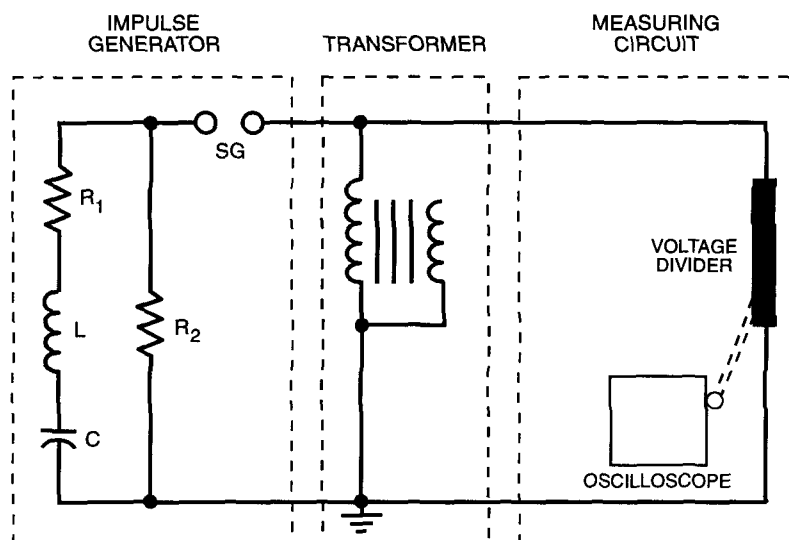 IMPULSE
GENERATOR
TRANSFORMER
MEASURING
CIRCUIT
SG
R1
L
R2
C
VOLTAGE
DIVIDER
OSCILLOSCOPE